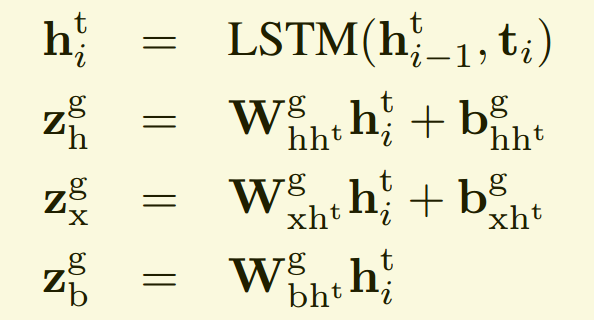 h_i^t = LSTM(h_{i−1}^t, t_i)
z_h^g = W_{hh^t}^g h_i^t + b_{hh^t}^g
z_x^g = W_{xh^t}^g h_i^t + b_{xh^t}^g
z_b^g = W_{bh^t}^g h_i^t